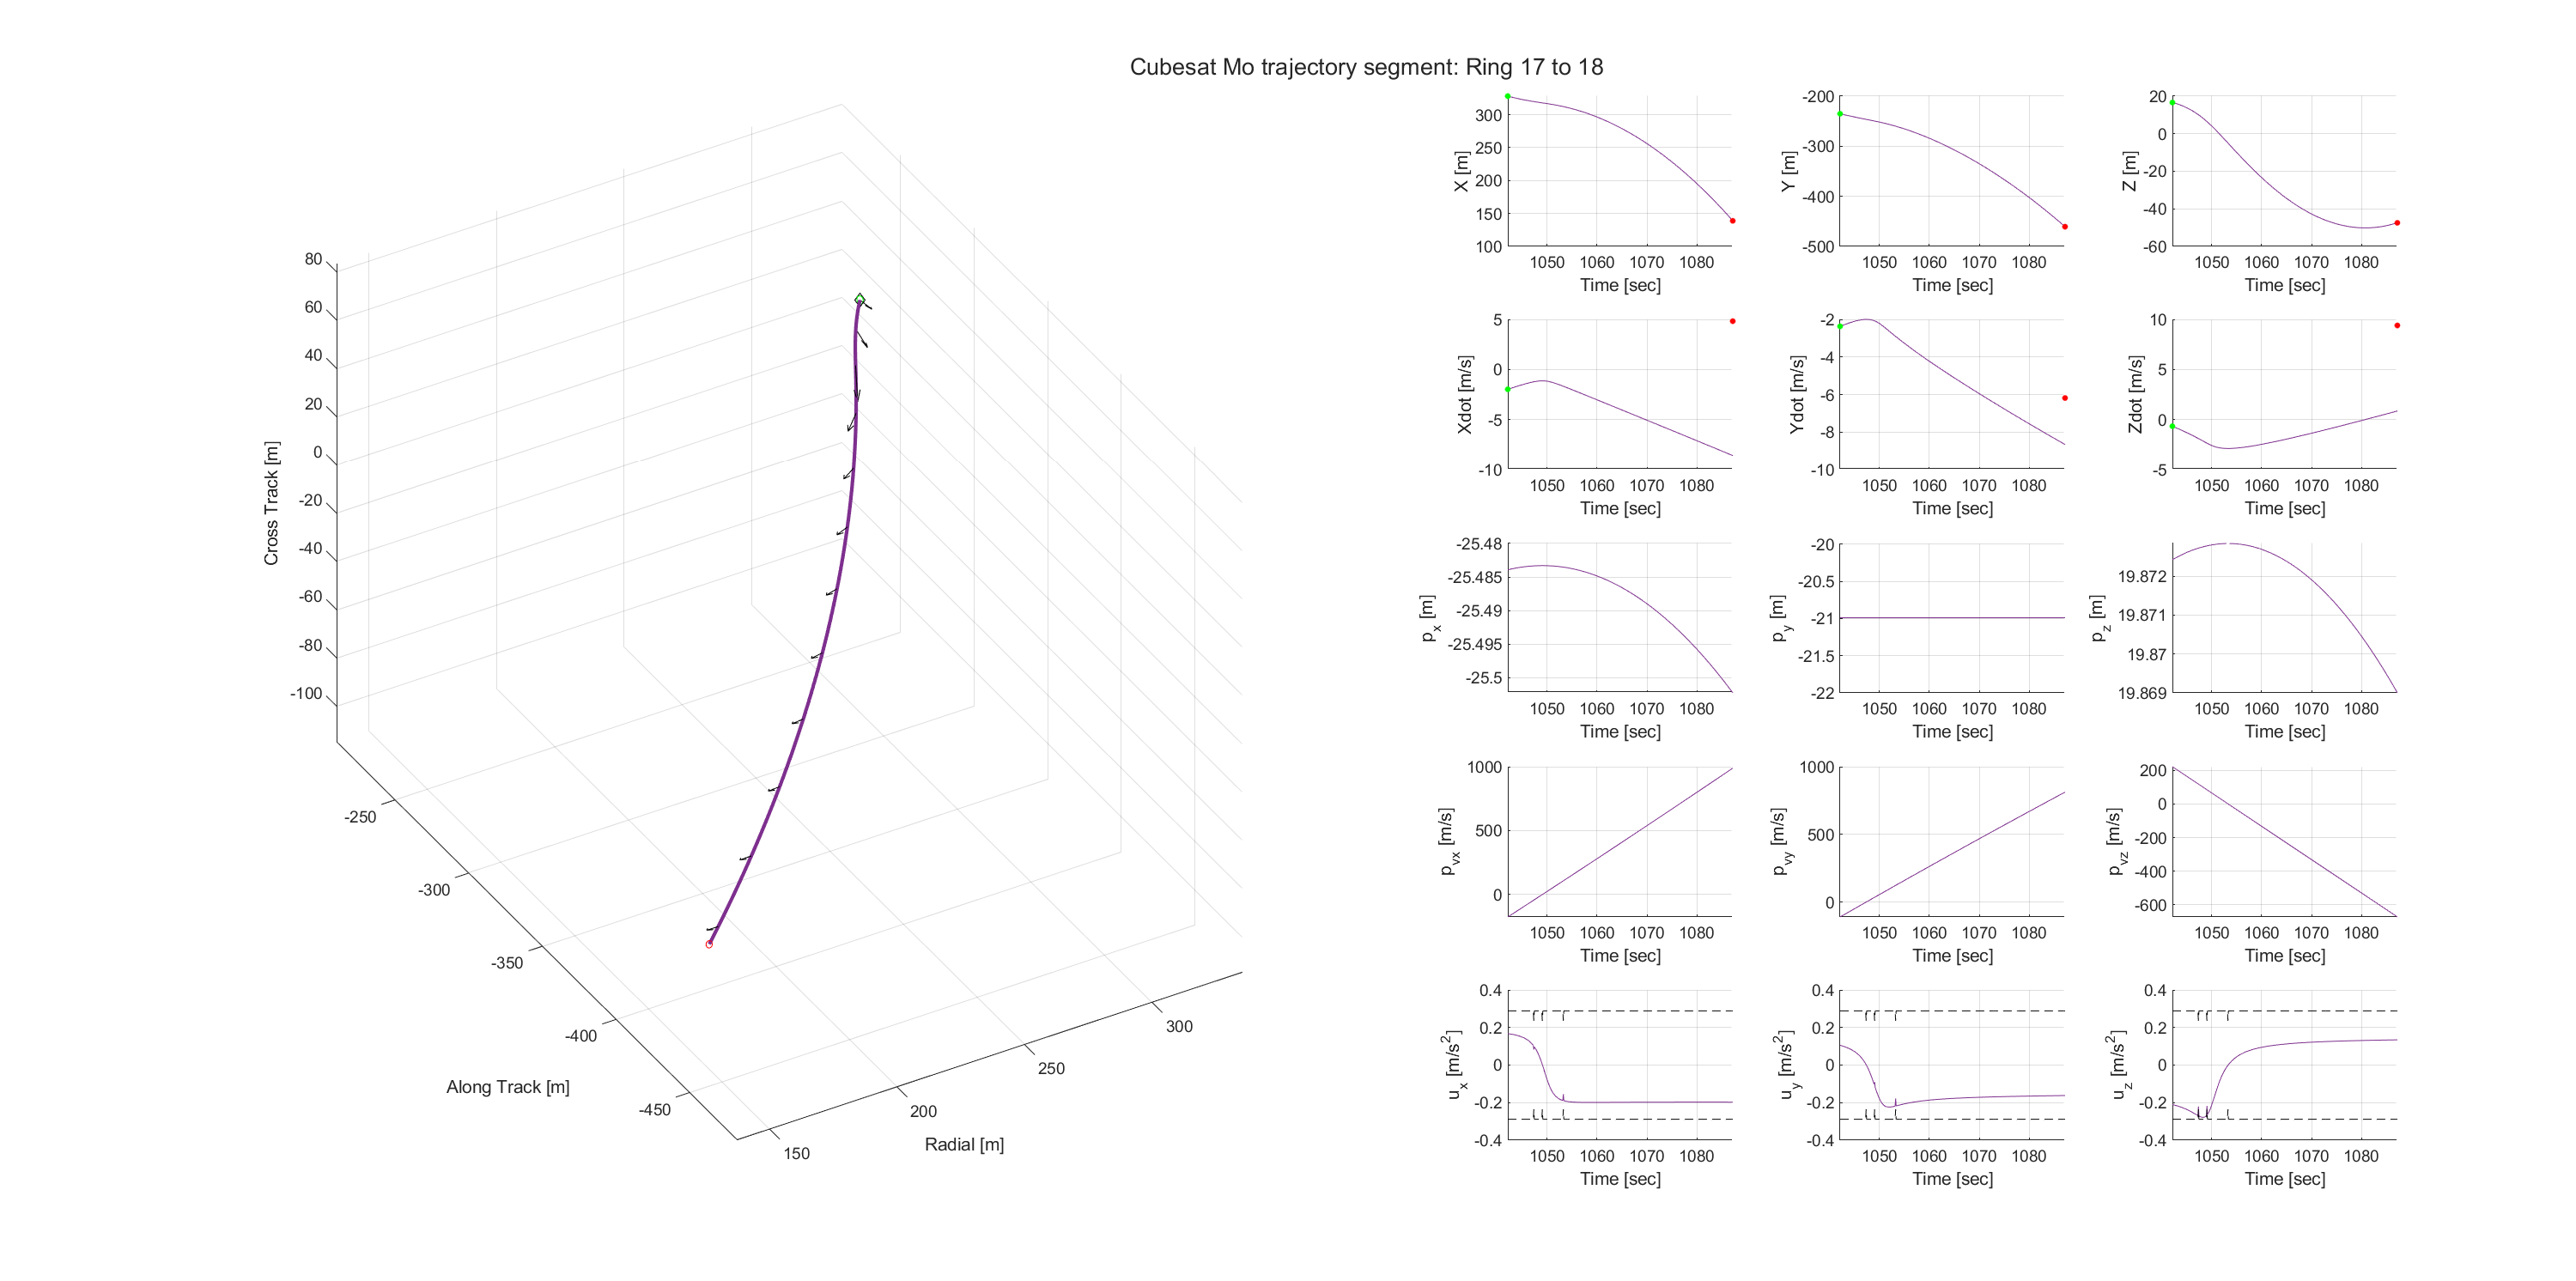 Cubesat Mo trajectory segment: Ring 17 to 18
80
60
40
20
0
-20
-40
-60
-80
-100
Cross Track [m]
-250
-300
-350
-400
-450
Along Track [m]
150
200
250
300
Radial [m]
300
250
200
150
100
X [m]
1050 1060 1070 1080
Time [sec]
-200
-300
-400
-500
Y [m]
1050 1060 1070 1080
Time [sec]
20
0
-20
-40
-60
Z [m]
1050 1060 1070 1080
Time [sec]
5
0
-5
-10
Xdot [m/s]
1050 1060 1070 1080
Time [sec]
-2
-4
-6
-8
-10
Ydot [m/s]
1050 1060 1070 1080
Time [sec]
10
5
0
-5
Zdot [m/s]
1050 1060 1070 1080
Time [sec]
-25.48
-25.485
-25.49
-25.495
-25.5
p_x [m]
1050 1060 1070 1080
Time [sec]
-20
-20.5
-21
-21.5
-22
p_y [m]
1050 1060 1070 1080
Time [sec]
19.872
19.871
19.87
19.869
p_z [m]
1050 1060 1070 1080
Time [sec]
1000
500
0
p_vx [m/s]
1050 1060 1070 1080
Time [sec]
1000
500
0
p_vy [m/s]
1050 1060 1070 1080
Time [sec]
200
0
-200
-400
-600
p_vz [m/s]
1050 1060 1070 1080
Time [sec]
0.4
0.2
0
-0.2
-0.4
u_x [m/s²]
1050 1060 1070 1080
Time [sec]
0.4
0.2
0
-0.2
-0.4
u_y [m/s²]
1050 1060 1070 1080
Time [sec]
0.4
0.2
0
-0.2
-0.4
u_z [m/s²]
1050 1060 1070 1080
Time [sec]